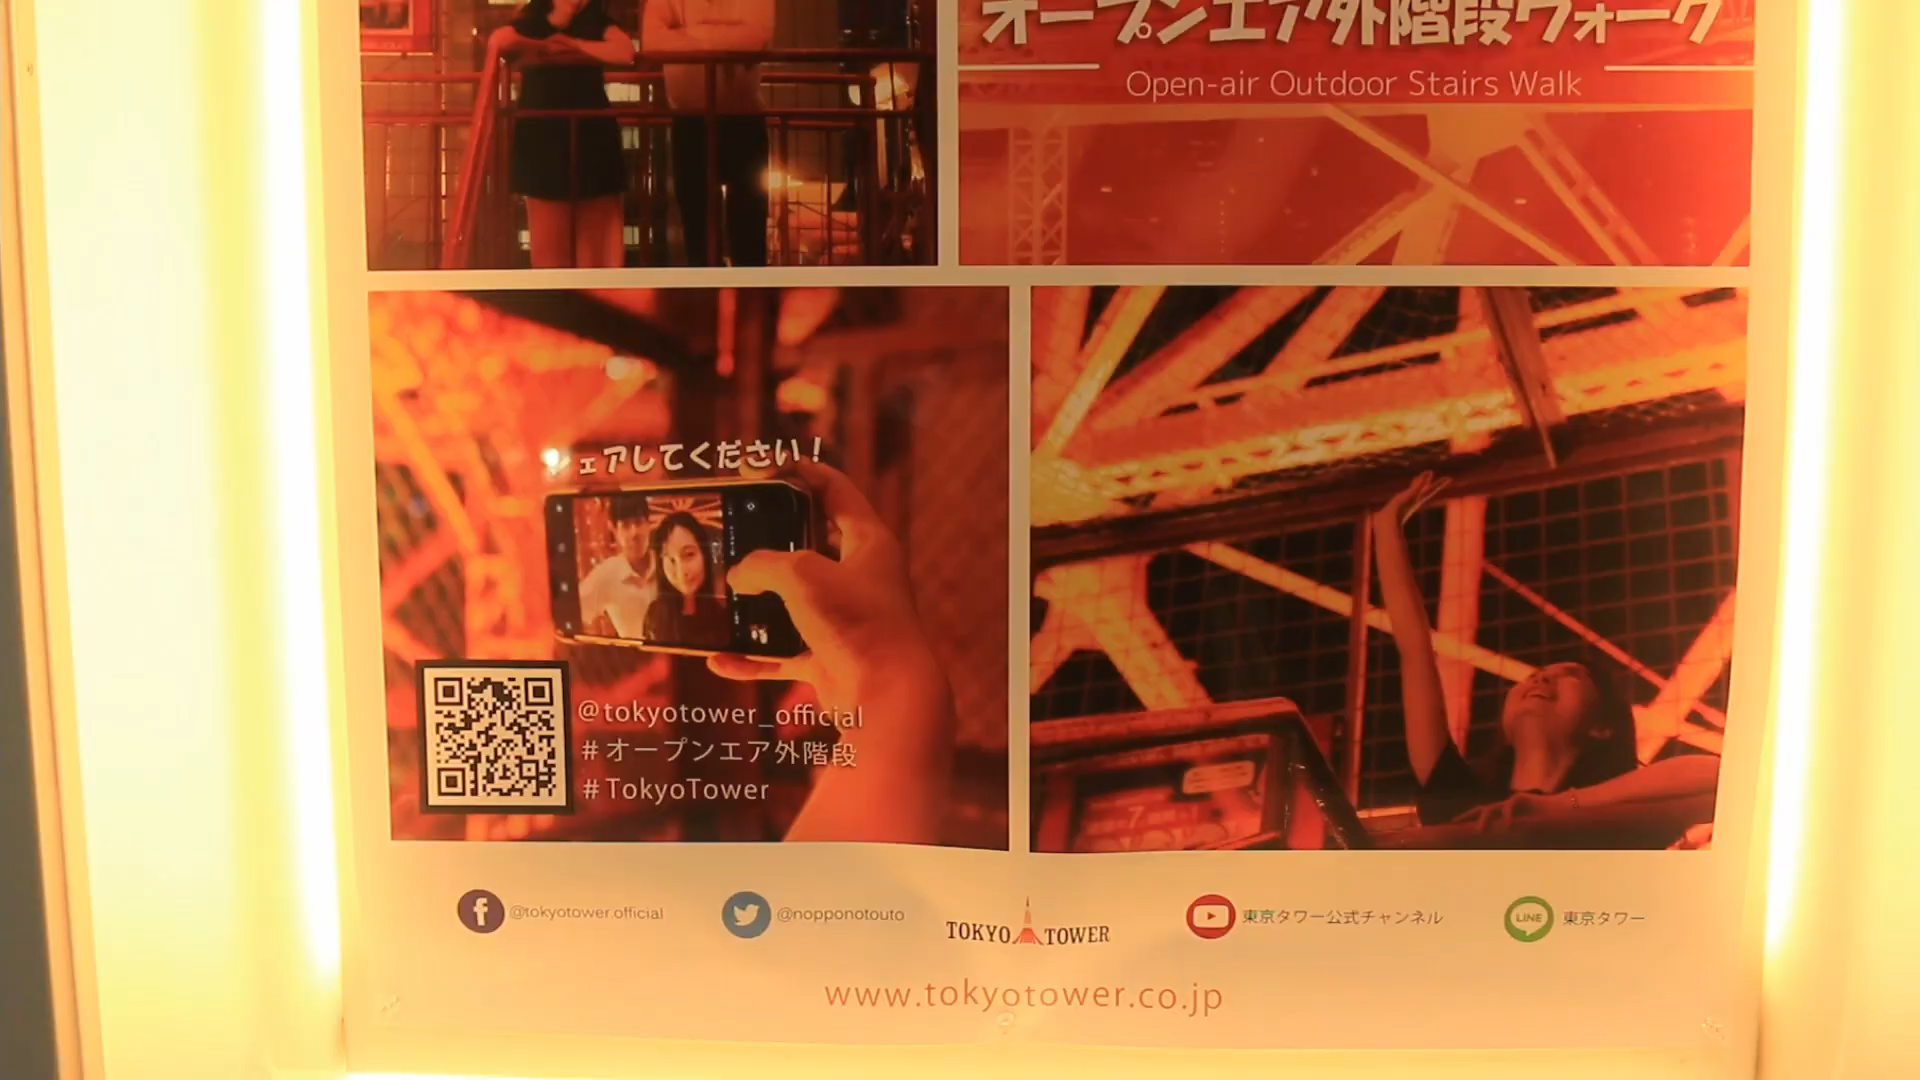 オープンエア外階段ウォーク
Open-air Outdoor Stairs Walk
シェアしてください！
@tokyotower_official
#オープンエア外階段
#TokyoTower
@tokyotower.official
@nopponotouto
TOKYO TOWER
東京タワー公式チャンネル
LINE
東京タワー
www.tokyotower.co.jp